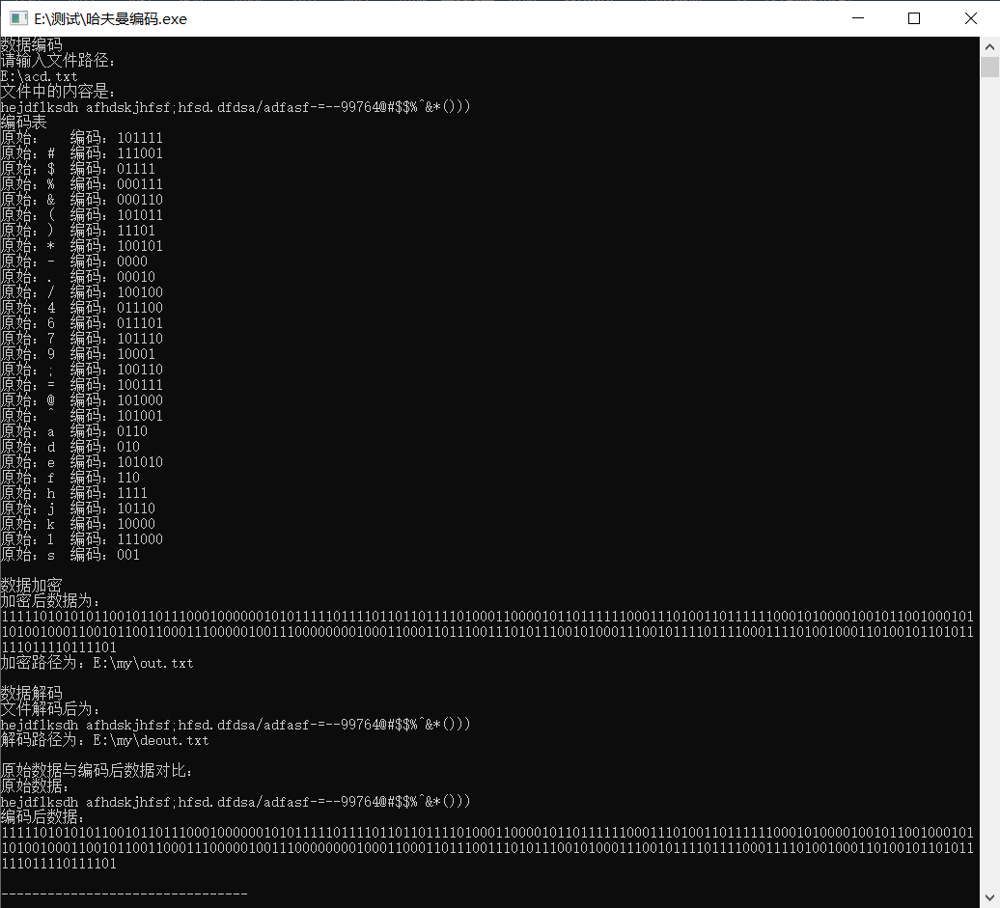 E:\测试\哈夫曼编码.exe
数据编码
请输入文件路径:
E:\acd.txt
文件中的内容是:
hejdflksdh afhdskjhfsf;hfsd.dfdsa/adfasf-=--99764@#$$%^&*()))
编码表
原始:   编码: 101111
原始: #  编码: 111001
原始: $  编码: 01111
原始: %  编码: 000111
原始: &  编码: 000110
原始: (  编码: 101011
原始: )  编码: 11101
原始: *  编码: 100101
原始: -  编码: 0000
原始: .  编码: 00010
原始: /  编码: 100100
原始: 4  编码: 011100
原始: 6  编码: 011101
原始: 7  编码: 101110
原始: 9  编码: 10001
原始: ;  编码: 100110
原始: =  编码: 100111
原始: @  编码: 101000
原始: ^  编码: 101001
原始: a  编码: 0110
原始: d  编码: 010
原始: e  编码: 101010
原始: f  编码: 110
原始: h  编码: 1111
原始: j  编码: 10110
原始: k  编码: 10000
原始: l  编码: 111000
原始: s  编码: 001
数据加密
加密后数据为:
111110101010110010110111000100000010101111101111011011011110100011000010110111111000111010011011111100010100001001011001000101
101001000110010110011000111000001001110000000010001100011011100111010111001010001110010111101111000111101001000110100101101011
111011110111101
加密路径为: E:\my\out.txt
数据解码
文件解码后为:
hejdflksdh afhdskjhfsf;hfsd.dfdsa/adfasf-=--99764@#$$%^&*()))
解码路径为: E:\my\deout.txt
原始数据与编码后数据对比:
原始数据:
hejdflksdh afhdskjhfsf;hfsd.dfdsa/adfasf-=--99764@#$$%^&*()))
编码后数据:
111110101010110010110111000100000010101111101111011011011110100011000010110111111000111010011011111100010100001001011001000101
101001000110010110011000111000001001110000000010001100011011100111010111001010001110010111101111000111101001000110100101101011
111011110111101
--------------------------------